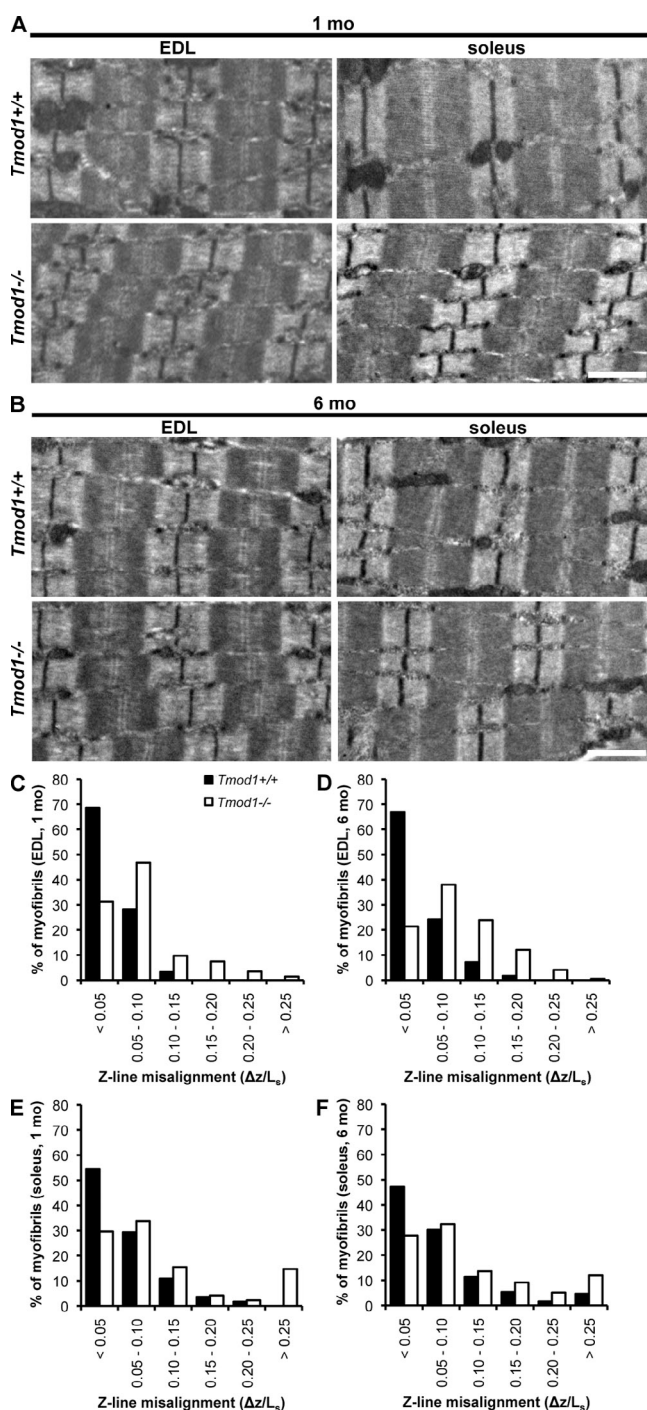 A
1 mo
EDL
soleus
Tmod1+/+
Tmod1-/-
B
6 mo
EDL
soleus
Tmod1+/+
Tmod1-/-
C
% of myofibrils (EDL, 1 mo)
80
70
60
50
40
30
20
10
0
Tmod1+/+
Tmod1-/-
< 0.05
0.05 - 0.10
0.10 - 0.15
0.15 - 0.20
0.20 - 0.25
> 0.25
Z-line misalignment (Δz/Lₛ)
D
% of myofibrils (EDL, 6 mo)
80
70
60
50
40
30
20
10
0
< 0.05
0.05 - 0.10
0.10 - 0.15
0.15 - 0.20
0.20 - 0.25
> 0.25
Z-line misalignment (Δz/Lₛ)
E
% of myofibrils (soleus, 1 mo)
80
70
60
50
40
30
20
10
0
< 0.05
0.05 - 0.10
0.10 - 0.15
0.15 - 0.20
0.20 - 0.25
> 0.25
Z-line misalignment (Δz/Lₛ)
F
% of myofibrils (soleus, 6 mo)
80
70
60
50
40
30
20
10
0
< 0.05
0.05 - 0.10
0.10 - 0.15
0.15 - 0.20
0.20 - 0.25
> 0.25
Z-line misalignment (Δz/Lₛ)